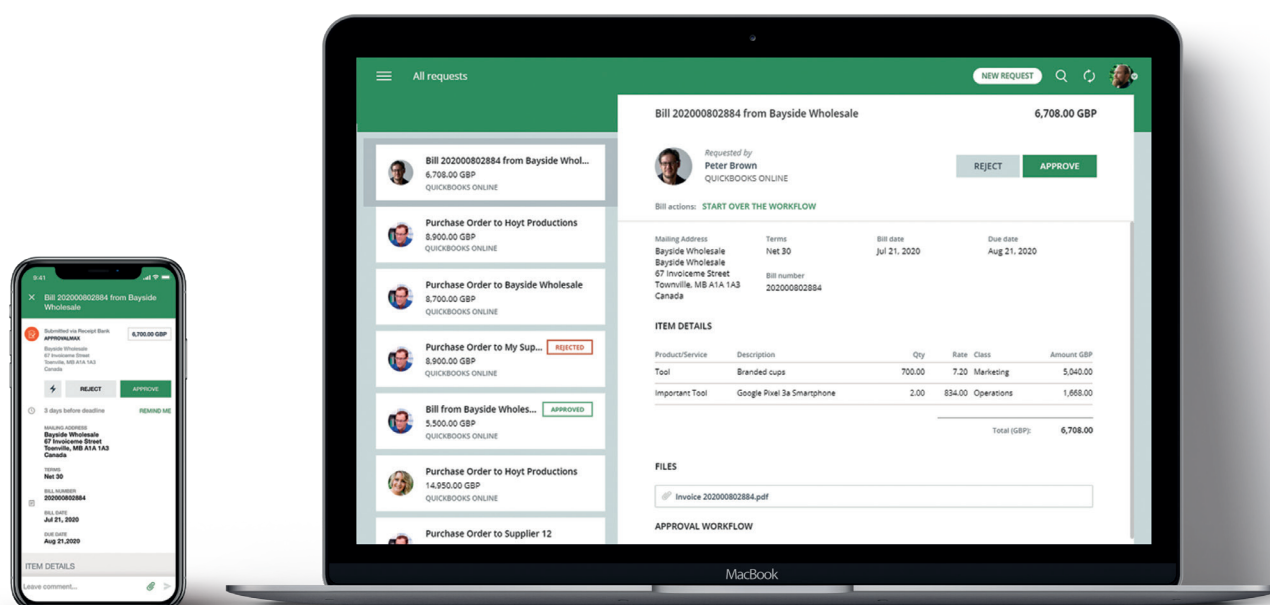 9:41
Bill 202000802884 from Bayside
Wholesale
Submitted via Receipt Bank
APPROVALMAX
6,700.00 GBP
Bayside Wholesale
67 Invoiceme Street
Toenville, MB A1A 1A3
Canada
REJECT
APPROVE
3 days before deadline
REMIND ME
MAILING ADDRESS
Bayside Wholesale
67 Invoiceme Street
Toenville, MB A1A 1A3
Canada
TERMS
Net 30
BILL NUMBER
202000802884
BILL DATE
Jul 21, 2020
DUE DATE
Aug 21,2020
ITEM DETAILS
Leave comment...
All requests
NEW REQUEST
Bill 202000802884 from Bayside Whol...
6,708.00 GBP
QUICKBOOKS ONLINE
Purchase Order to Hoyt Productions
8,900.00 GBP
QUICKBOOKS ONLINE
Purchase Order to Bayside Wholesale
8,700.00 GBP
QUICKBOOKS ONLINE
Purchase Order to My Sup... REJECTED
8,900.00 GBP
QUICKBOOKS ONLINE
Bill from Bayside Wholes... APPROVED
5,500.00 GBP
QUICKBOOKS ONLINE
Purchase Order to Hoyt Productions
14,950.00 GBP
QUICKBOOKS ONLINE
Purchase Order to Supplier 12
Bill 202000802884 from Bayside Wholesale 6,708.00 GBP
Requested by
Peter Brown
QUICKBOOKS ONLINE
REJECT APPROVE
Bill actions: START OVER THE WORKFLOW
Mailing Address Terms Bill date Due date
Bayside Wholesale Net 30 Jul 21, 2020 Aug 21, 2020
Bayside Wholesale
67 Invoiceme Street Bill number
Townville, MB A1A 1A3 202000802884
Canada
ITEM DETAILS
Product/Service Description Qty Rate Class Amount GBP
Tool Branded cups 700.00 7.20 Marketing 5,040.00
Important Tool Google Pixel 3a Smartphone 2.00 834.00 Operations 1,668.00
Total (GBP): 6,708.00
FILES
Invoice 202000802884.pdf
APPROVAL WORKFLOW
MacBook